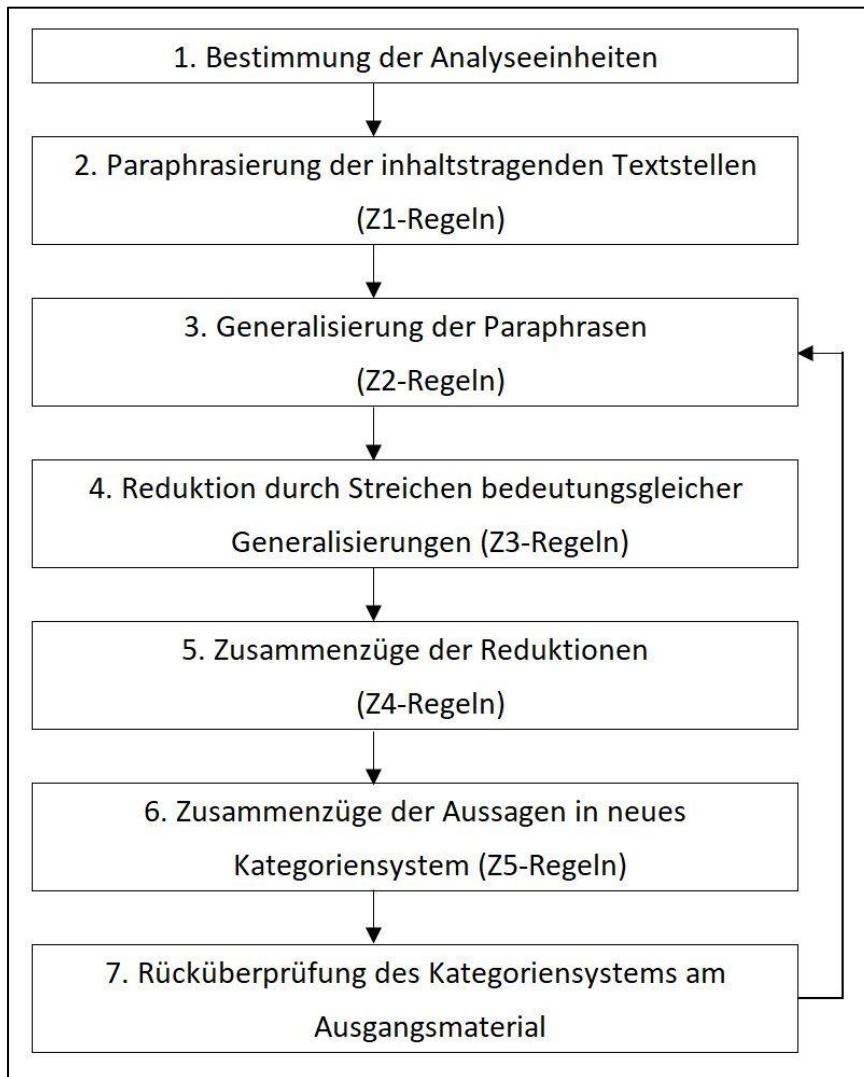 1. Bestimmung der Analyseeinheiten
2. Paraphrasierung der inhaltstragenden Textstellen
(Z1-Regeln)
3. Generalisierung der Paraphrasen
(Z2-Regeln)
4. Reduktion durch Streichen bedeutungsgleicher
Generalisierungen (Z3-Regeln)
5. Zusammenzüge der Reduktionen
(Z4-Regeln)
6. Zusammenzüge der Aussagen in neues
Kategoriensystem (Z5-Regeln)
7. Rücküberprüfung des Kategoriensystems am
Ausgangsmaterial